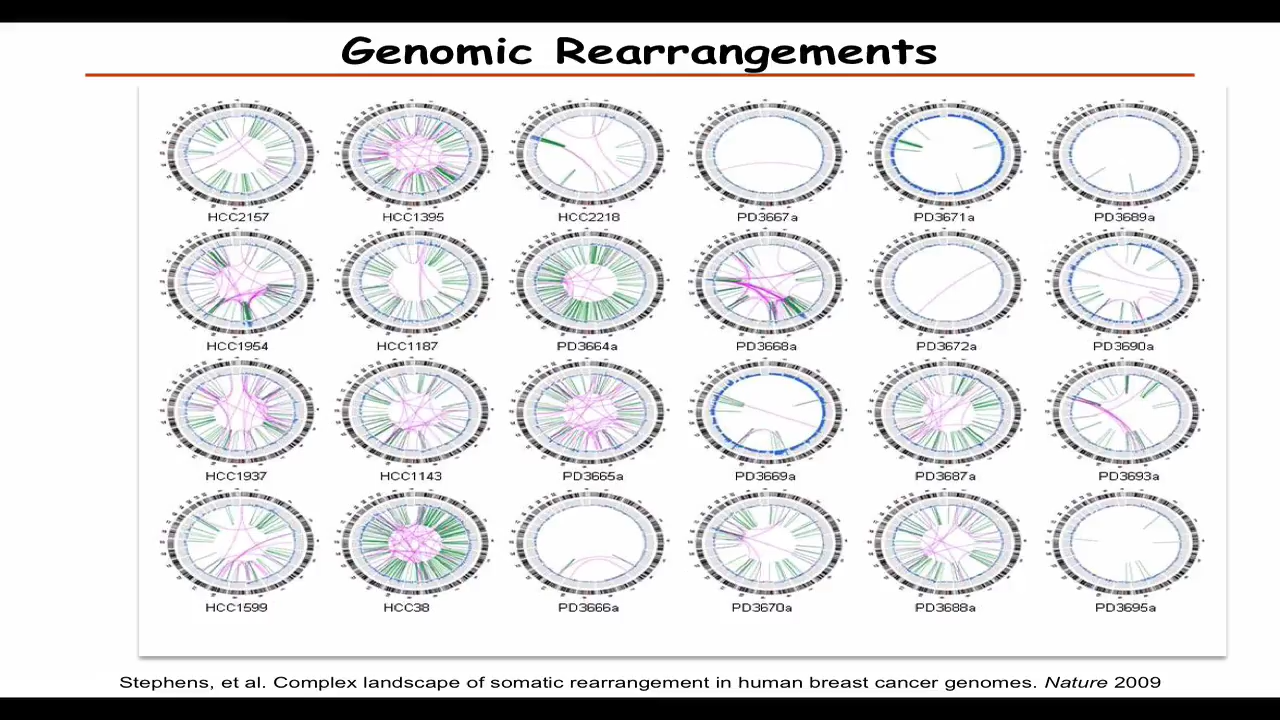 Genomic Rearrangements
HCC2157 HCC1395 HCC2218 PD3667a PD3671a PD3689a
HCC1954 HCC1187 PD3664a PD3668a PD3672a PD3690a
HCC1937 HCC1143 PD3665a PD3669a PD3687a PD3693a
HCC1599 HCC38 PD3666a PD3670a PD3688a PD3695a
Stephens, et al. Complex landscape of somatic rearrangement in human breast cancer genomes. Nature 2009